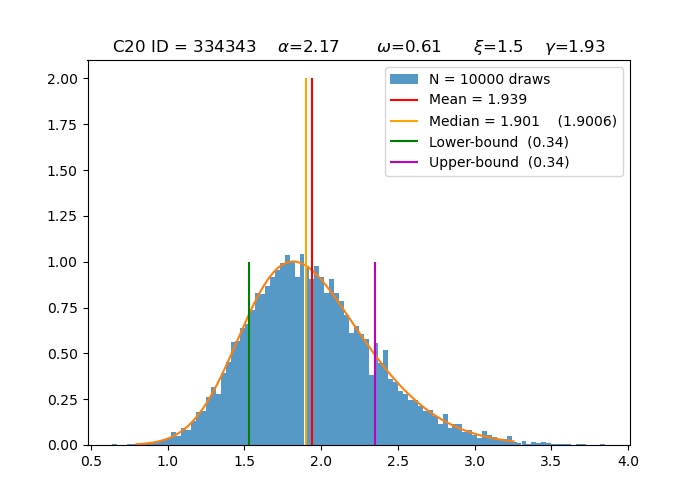 C20 ID = 334343 α=2.17 ω=0.61 ξ=1.5 γ=1.93
N = 10000 draws
Mean = 1.939
Median = 1.901 (1.9006)
Lower-bound (0.34)
Upper-bound (0.34)
2.00
1.75
1.50
1.25
1.00
0.75
0.50
0.25
0.00
0.5 1.0 1.5 2.0 2.5 3.0 3.5 4.0